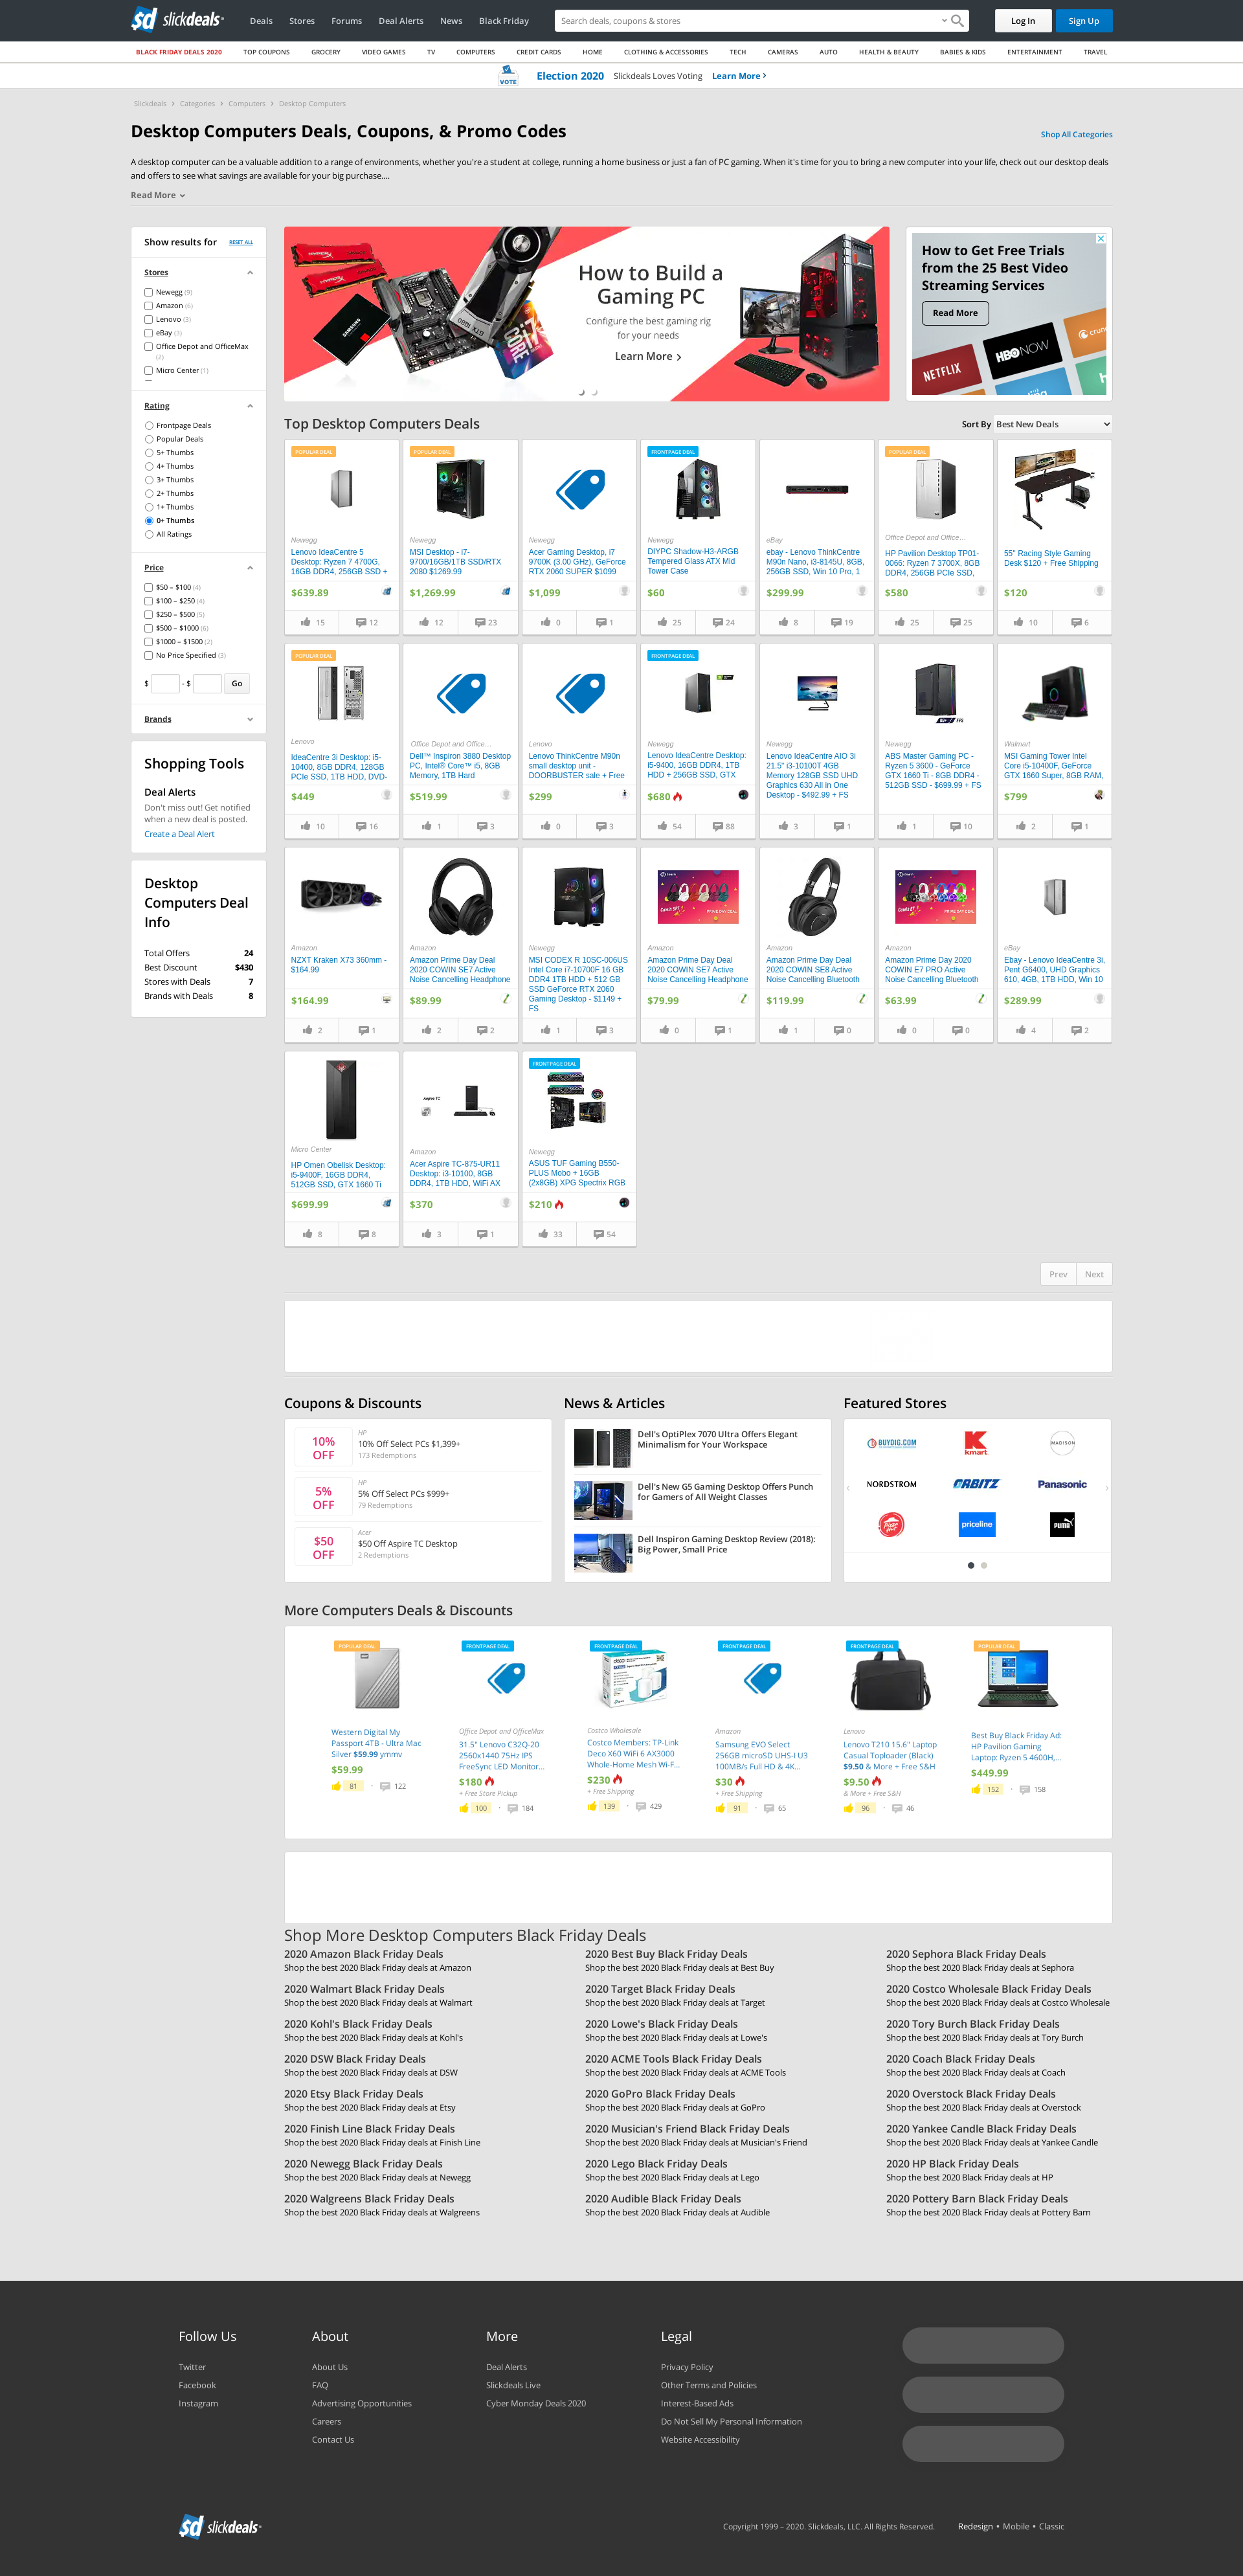 slickdeals
Deals
Stores
Forums
Deal Alerts
News
Black Friday
Search deals, coupons & stores
Log In
Sign Up
BLACK FRIDAY DEALS 2020
TOP COUPONS
GROCERY
VIDEO GAMES
TV
COMPUTERS
CREDIT CARDS
HOME
CLOTHING & ACCESSORIES
TECH
CAMERAS
AUTO
HEALTH & BEAUTY
BABIES & KIDS
ENTERTAINMENT
TRAVEL
VOTE
Election 2020 Slickdeals Loves Voting Learn More
Slickdeals > Categories > Computers > Desktop Computers
Desktop Computers Deals, Coupons, & Promo Codes
Shop All Categories
A desktop computer can be a valuable addition to a range of environments, whether you're a student at college, running a home business or just a fan of PC gaming. When it's time for you to bring a new computer into your life, check out our desktop deals
and offers to see what savings are available for your big purchase....
Read More
Show results for
RESET ALL
Stores
Newegg (9)
Amazon (6)
Lenovo (3)
eBay (3)
Office Depot and OfficeMax
(2)
Micro Center (1)
Rating
Frontpage Deals
Popular Deals
5+ Thumbs
4+ Thumbs
3+ Thumbs
2+ Thumbs
1+ Thumbs
0+ Thumbs
All Ratings
Price
$50 – $100 (4)
$100 – $250 (4)
$250 – $500 (5)
$500 – $1000 (6)
$1000 – $1500 (2)
No Price Specified (3)
$ - $ Go
Brands
Shopping Tools
Deal Alerts
Don't miss out! Get notified
when a new deal is posted.
Create a Deal Alert
Desktop
Computers Deal
Info
Total Offers 24
Best Discount $430
Stores with Deals 7
Brands with Deals 8
How to Build a
Gaming PC
Configure the best gaming rig
for your needs
Learn More
How to Get Free Trials
from the 25 Best Video
Streaming Services
Read More
NETFLIX
HBO NOW
crunc
Top Desktop Computers Deals
Sort By Best New Deals
POPULAR DEAL
Newegg
Lenovo IdeaCentre 5
Desktop: Ryzen 7 4700G,
16GB DDR4, 256GB SSD +
$639.89
15
12
POPULAR DEAL
Newegg
MSI Desktop - i7-
9700/16GB/1TB SSD/RTX
2080 $1269.99
$1,269.99
12
23
Newegg
Acer Gaming Desktop, i7
9700K (3.00 GHz), GeForce
RTX 2060 SUPER $1099
$1,099
0
1
FRONTPAGE DEAL
Newegg
DIYPC Shadow-H3-ARGB
Tempered Glass ATX Mid
Tower Case
$60
25
24
eBay
ebay - Lenovo ThinkCentre
M90n Nano, i3-8145U, 8GB,
256GB SSD, Win 10 Pro, 1
$299.99
8
19
POPULAR DEAL
Office Depot and Office…
HP Pavilion Desktop TP01-
0066: Ryzen 7 3700X, 8GB
DDR4, 256GB PCIe SSD,
$580
25
25
55" Racing Style Gaming
Desk $120 + Free Shipping
$120
10
6
POPULAR DEAL
Lenovo
IdeaCentre 3i Desktop: i5-
10400, 8GB DDR4, 128GB
PCIe SSD, 1TB HDD, DVD-
$449
10
16
Office Depot and Office…
Dell™ Inspiron 3880 Desktop
PC, Intel® Core™ i5, 8GB
Memory, 1TB Hard
$519.99
1
3
Lenovo
Lenovo ThinkCentre M90n
small desktop unit -
DOORBUSTER sale + Free
$299
0
3
FRONTPAGE DEAL
Newegg
Lenovo IdeaCentre Desktop:
i5-9400, 16GB DDR4, 1TB
HDD + 256GB SSD, GTX
$680
54
88
Newegg
Lenovo IdeaCentre AIO 3i
21.5" i3-10100T 4GB
Memory 128GB SSD UHD
Graphics 630 All in One
Desktop - $492.99 + FS
3
1
Newegg
ABS Master Gaming PC -
Ryzen 5 3600 - GeForce
GTX 1660 Ti - 8GB DDR4 -
512GB SSD - $699.99 + FS
1
10
Walmart
MSI Gaming Tower Intel
Core i5-10400F, GeForce
GTX 1660 Super, 8GB RAM,
$799
2
1
Amazon
NZXT Kraken X73 360mm -
$164.99
$164.99
2
1
Amazon
Amazon Prime Day Deal
2020 COWIN SE7 Active
Noise Cancelling Headphone
$89.99
2
2
Newegg
MSI CODEX R 10SC-006US
Intel Core i7-10700F 16 GB
DDR4 1TB HDD + 512 GB
SSD GeForce RTX 2060
Gaming Desktop - $1149 +
FS
1
3
PRIME DAY DEAL
Amazon
Amazon Prime Day Deal
2020 COWIN SE7 Active
Noise Cancelling Headphone
$79.99
0
1
Amazon
Amazon Prime Day Deal
2020 COWIN SE8 Active
Noise Cancelling Bluetooth
$119.99
1
0
PRIME DAY DEAL
Amazon
Amazon Prime Day 2020
COWIN E7 PRO Active
Noise Cancelling Bluetooth
$63.99
0
0
eBay
Ebay - Lenovo IdeaCentre 3i,
Pent G6400, UHD Graphics
610, 4GB, 1TB HDD, Win 10
$289.99
4
2
Micro Center
HP Omen Obelisk Desktop:
i5-9400F, 16GB DDR4,
512GB SSD, GTX 1660 Ti
$699.99
8
8
Aspire TC
Amazon
Acer Aspire TC-875-UR11
Desktop: i3-10100, 8GB
DDR4, 1TB HDD, WiFi AX
$370
3
1
FRONTPAGE DEAL
Newegg
ASUS TUF Gaming B550-
PLUS Mobo + 16GB
(2x8GB) XPG Spectrix RGB
$210
33
54
Prev
Next
Coupons & Discounts
10%
OFF
HP
10% Off Select PCs $1,399+
173 Redemptions
5%
OFF
HP
5% Off Select PCs $999+
79 Redemptions
$50
OFF
Acer
$50 Off Aspire TC Desktop
2 Redemptions
News & Articles
Dell's OptiPlex 7070 Ultra Offers Elegant
Minimalism for Your Workspace
Dell's New G5 Gaming Desktop Offers Punch
for Gamers of All Weight Classes
Dell Inspiron Gaming Desktop Review (2018):
Big Power, Small Price
Featured Stores
BUYDIG.COM
kmart
MADISON
NORDSTROM
ORBITZ
Panasonic
Pizza Hut
priceline
PUMA
More Computers Deals & Discounts
POPULAR DEAL
Western Digital My
Passport 4TB - Ultra Mac
Silver $59.99 ymmv
$59.99
81
122
FRONTPAGE DEAL
Office Depot and OfficeMax
31.5" Lenovo C32Q-20
2560x1440 75Hz IPS
FreeSync LED Monitor...
$180
+ Free Store Pickup
100
184
FRONTPAGE DEAL
deco
Costco Wholesale
Costco Members: TP-Link
Deco X60 WiFi 6 AX3000
Whole-Home Mesh Wi-F...
$230
+ Free Shipping
139
429
FRONTPAGE DEAL
Amazon
Samsung EVO Select
256GB microSD UHS-I U3
100MB/s Full HD & 4K...
$30
+ Free Shipping
91
65
FRONTPAGE DEAL
Lenovo
Lenovo T210 15.6" Laptop
Casual Toploader (Black)
$9.50 & More + Free S&H
$9.50
& More + Free S&H
96
46
POPULAR DEAL
Best Buy Black Friday Ad:
HP Pavilion Gaming
Laptop: Ryzen 5 4600H,...
$449.99
152
158
Shop More Desktop Computers Black Friday Deals
2020 Amazon Black Friday Deals
Shop the best 2020 Black Friday deals at Amazon
2020 Best Buy Black Friday Deals
Shop the best 2020 Black Friday deals at Best Buy
2020 Sephora Black Friday Deals
Shop the best 2020 Black Friday deals at Sephora
2020 Walmart Black Friday Deals
Shop the best 2020 Black Friday deals at Walmart
2020 Target Black Friday Deals
Shop the best 2020 Black Friday deals at Target
2020 Costco Wholesale Black Friday Deals
Shop the best 2020 Black Friday deals at Costco Wholesale
2020 Kohl's Black Friday Deals
Shop the best 2020 Black Friday deals at Kohl's
2020 Lowe's Black Friday Deals
Shop the best 2020 Black Friday deals at Lowe's
2020 Tory Burch Black Friday Deals
Shop the best 2020 Black Friday deals at Tory Burch
2020 DSW Black Friday Deals
Shop the best 2020 Black Friday deals at DSW
2020 ACME Tools Black Friday Deals
Shop the best 2020 Black Friday deals at ACME Tools
2020 Coach Black Friday Deals
Shop the best 2020 Black Friday deals at Coach
2020 Etsy Black Friday Deals
Shop the best 2020 Black Friday deals at Etsy
2020 GoPro Black Friday Deals
Shop the best 2020 Black Friday deals at GoPro
2020 Overstock Black Friday Deals
Shop the best 2020 Black Friday deals at Overstock
2020 Finish Line Black Friday Deals
Shop the best 2020 Black Friday deals at Finish Line
2020 Musician's Friend Black Friday Deals
Shop the best 2020 Black Friday deals at Musician's Friend
2020 Yankee Candle Black Friday Deals
Shop the best 2020 Black Friday deals at Yankee Candle
2020 Newegg Black Friday Deals
Shop the best 2020 Black Friday deals at Newegg
2020 Lego Black Friday Deals
Shop the best 2020 Black Friday deals at Lego
2020 HP Black Friday Deals
Shop the best 2020 Black Friday deals at HP
2020 Walgreens Black Friday Deals
Shop the best 2020 Black Friday deals at Walgreens
2020 Audible Black Friday Deals
Shop the best 2020 Black Friday deals at Audible
2020 Pottery Barn Black Friday Deals
Shop the best 2020 Black Friday deals at Pottery Barn
Follow Us
Twitter
Facebook
Instagram
About
About Us
FAQ
Advertising Opportunities
Careers
Contact Us
More
Deal Alerts
Slickdeals Live
Cyber Monday Deals 2020
Legal
Privacy Policy
Other Terms and Policies
Interest-Based Ads
Do Not Sell My Personal Information
Website Accessibility
slickdeals
Copyright 1999 – 2020. Slickdeals, LLC. All Rights Reserved.
Redesign • Mobile • Classic